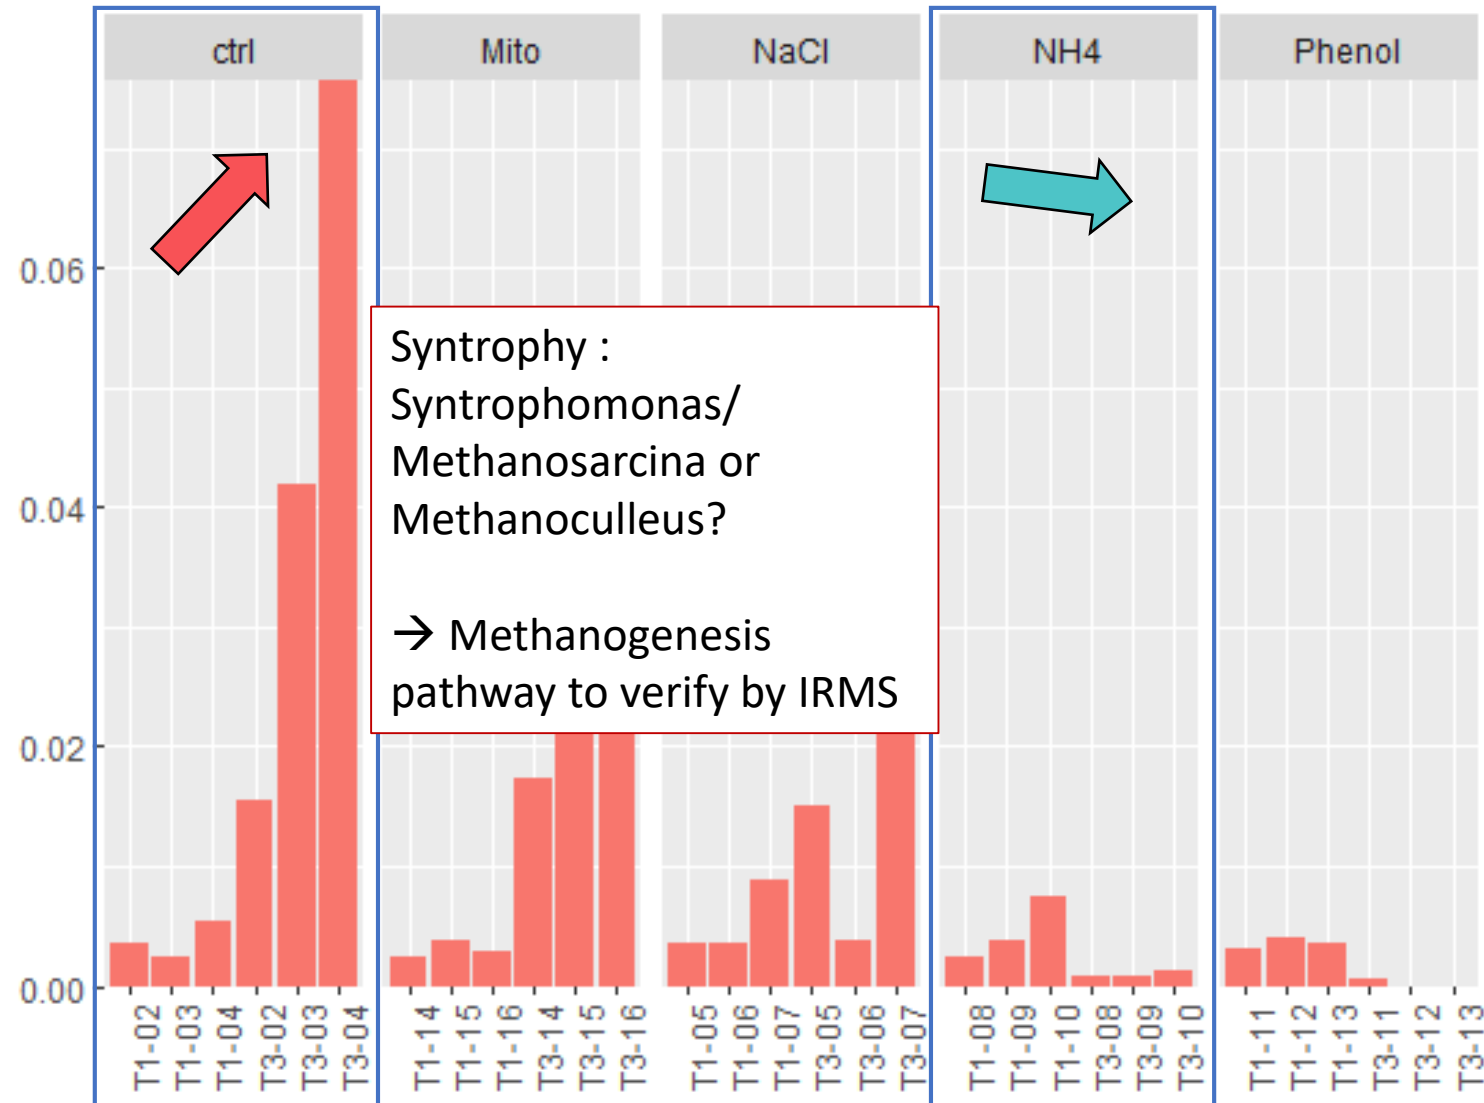 ctrl
Mito
NaCl
NH4
Phenol
0.06
0.04
0.02
0.00
Syntrophy :
Syntrophomonas/
Methanosarcina or
Methanoculleus?
→ Methanogenesis
pathway to verify by IRMS
T1-02
T1-03
T1-04
T3-02
T3-03
T3-04
T1-14
T1-15
T1-16
T3-14
T3-15
T3-16
T1-05
T1-06
T1-07
T3-05
T3-06
T3-07
T1-08
T1-09
T1-10
T3-08
T3-09
T3-10
T1-11
T1-12
T1-13
T3-11
T3-12
T3-13